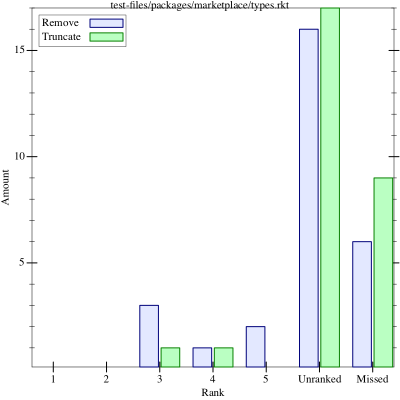 test-files/packages/marketplace/types.rkt
Remove
Truncate
15
10
5
Amount
1 2 3 4 5 Unranked Missed
Rank